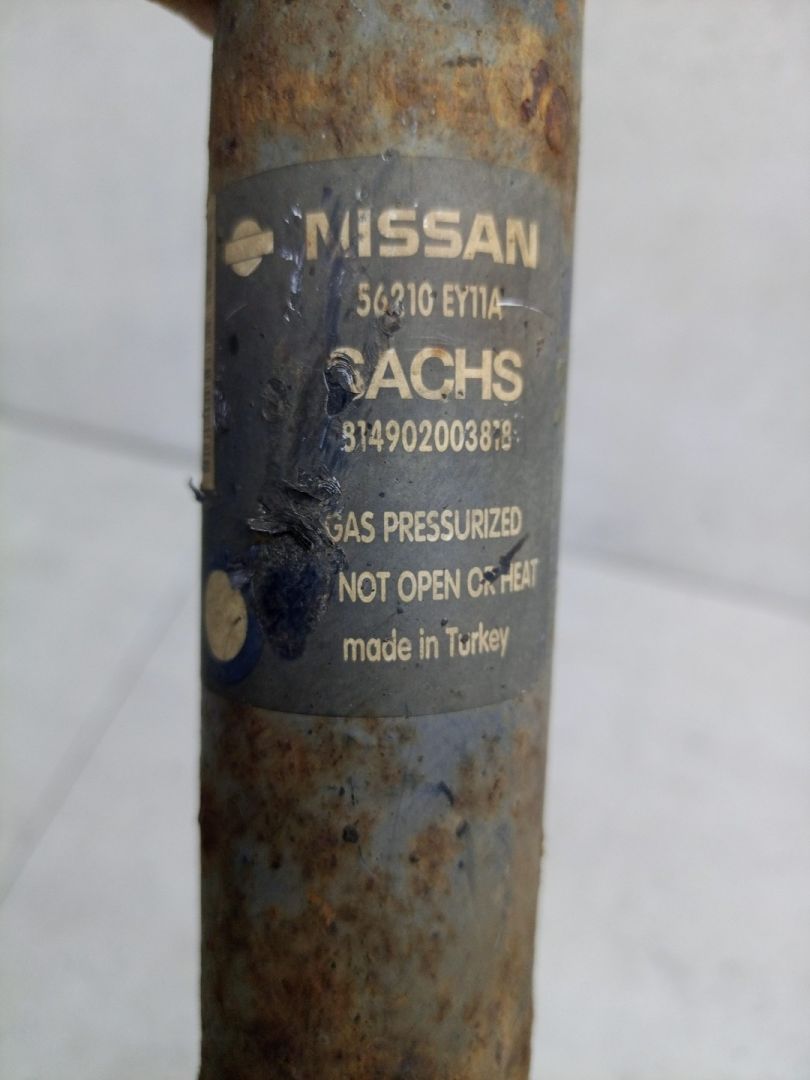 NISSAN
56210 EY11A
SACHS
814902003878
GAS PRESSURIZED
NOT OPEN OR HEAT
made in Turkey